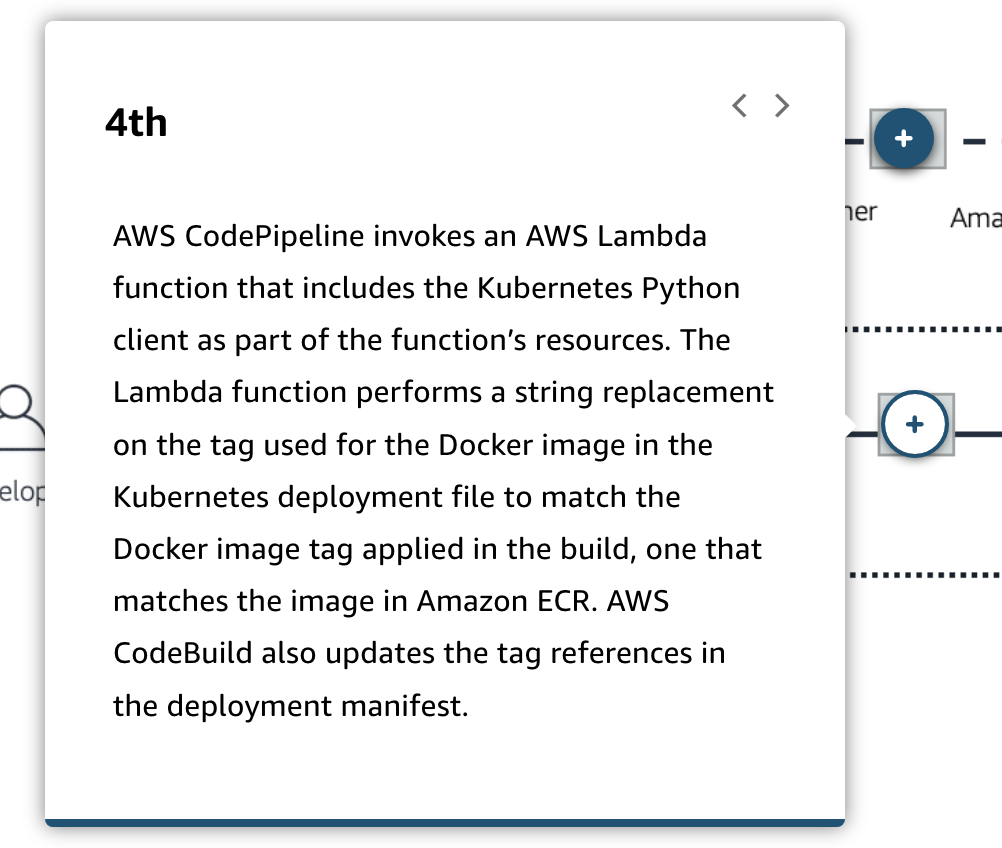 4th
AWS CodePipeline invokes an AWS Lambda
function that includes the Kubernetes Python
client as part of the function’s resources. The
Lambda function performs a string replacement
on the tag used for the Docker image in the
Kubernetes deployment file to match the
Docker image tag applied in the build, one that
matches the image in Amazon ECR. AWS
CodeBuild also updates the tag references in
the deployment manifest.